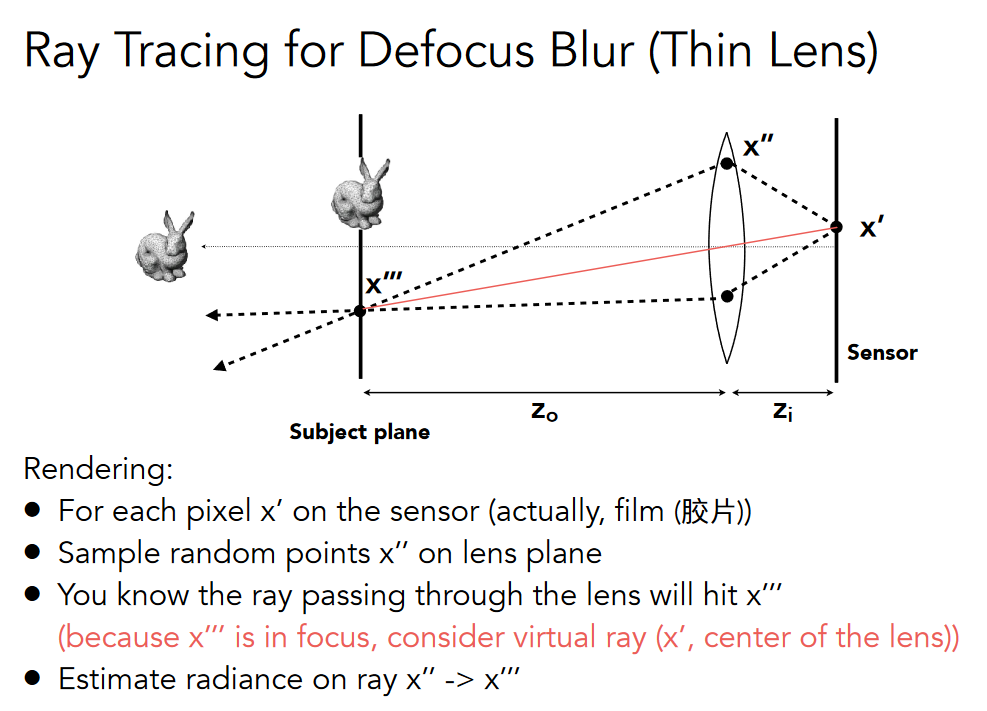 Ray Tracing for Defocus Blur (Thin Lens)
x′′
x′
x′′′
Sensor
zo
zi
Subject plane
Rendering:
● For each pixel x’ on the sensor (actually, film (胶片))
● Sample random points x’’ on lens plane
● You know the ray passing through the lens will hit x’’’
(because x’’’ is in focus, consider virtual ray (x’, center of the lens))
● Estimate radiance on ray x’’ -> x’’’